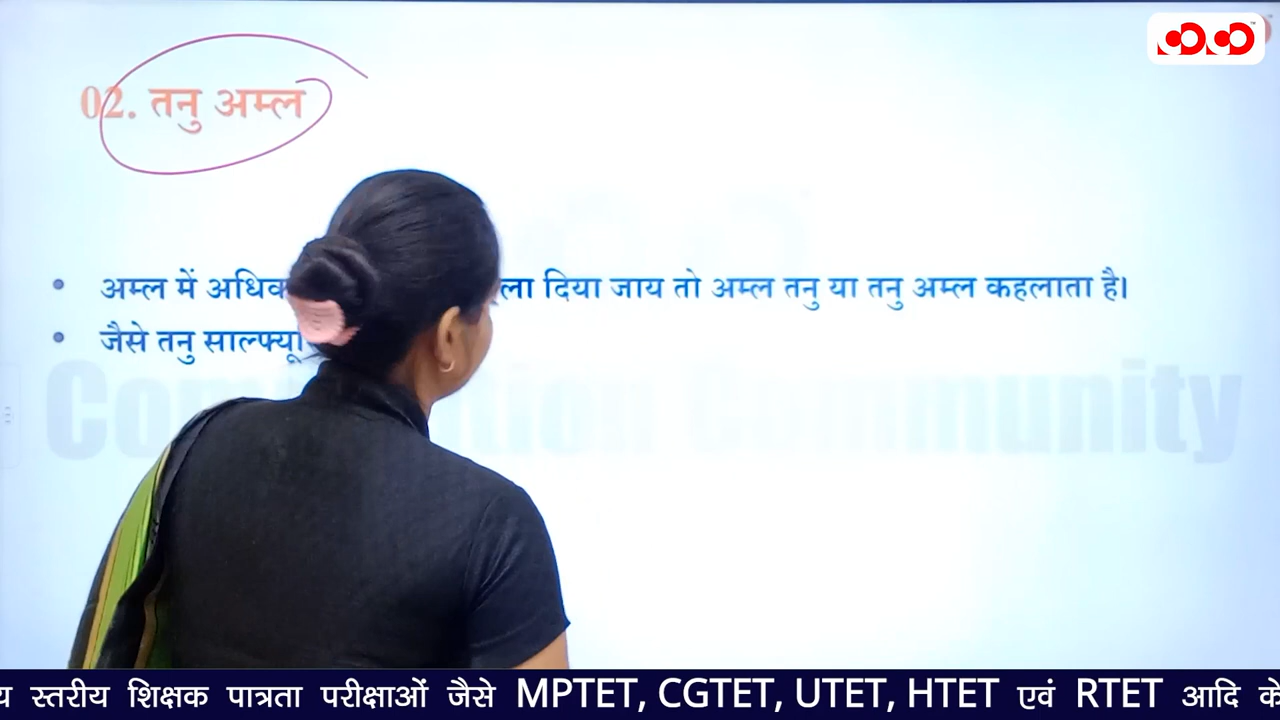 02. तनु अम्ल
अम्ल में दिया जाय तो अम्ल तनु या तनु अम्ल कहलाता है।
जैसे तनु
Community
स्तरीय शिक्षक पात्रता परीक्षाओं जैसे MPTET, CGTET, UTET, HTET एवं RTET आदि